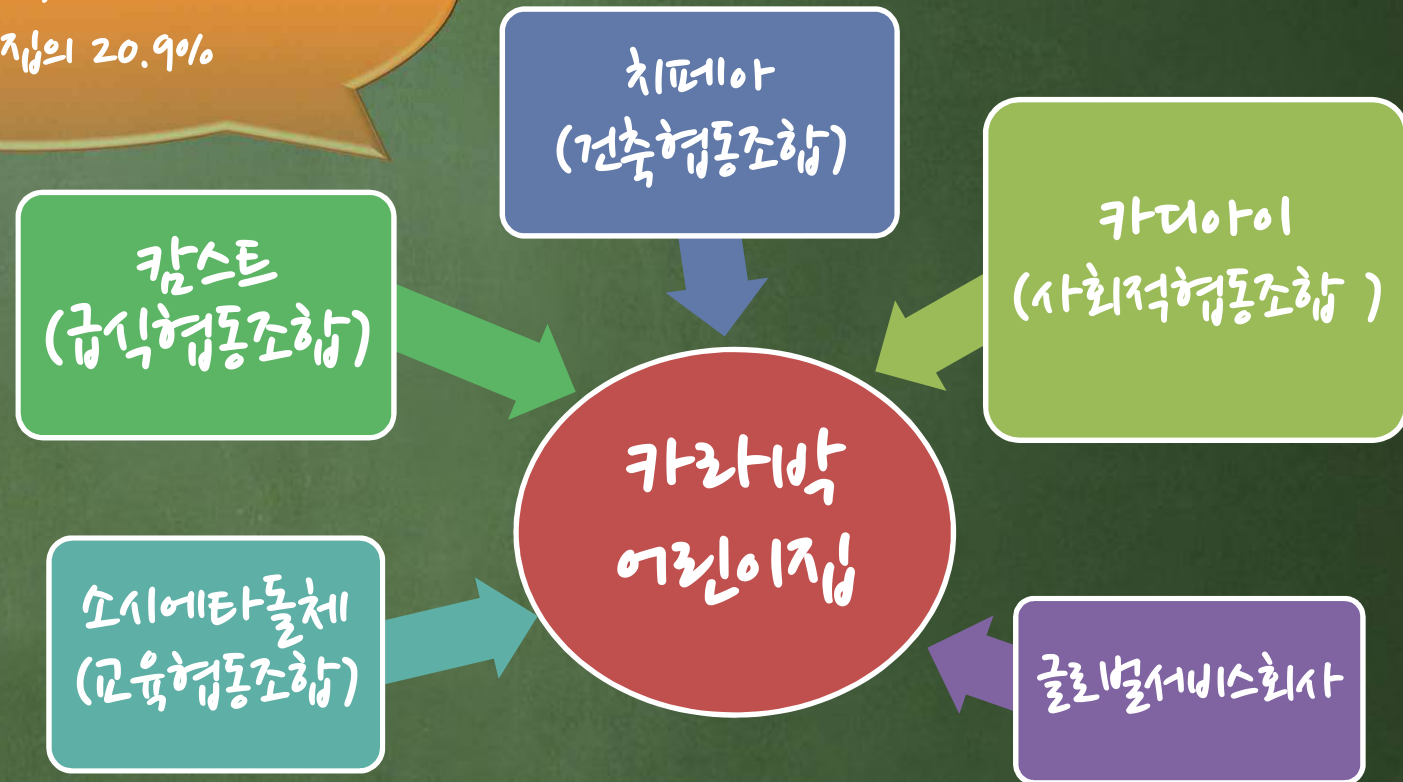 집의 20.9%
치페아
(건축협동조합)
캄스트
(급식협동조합)
카디아이
(사회적협동조합 )
카라박
어린이집
소시에타돌체
(교육협동조합)
글로벌서비스회사